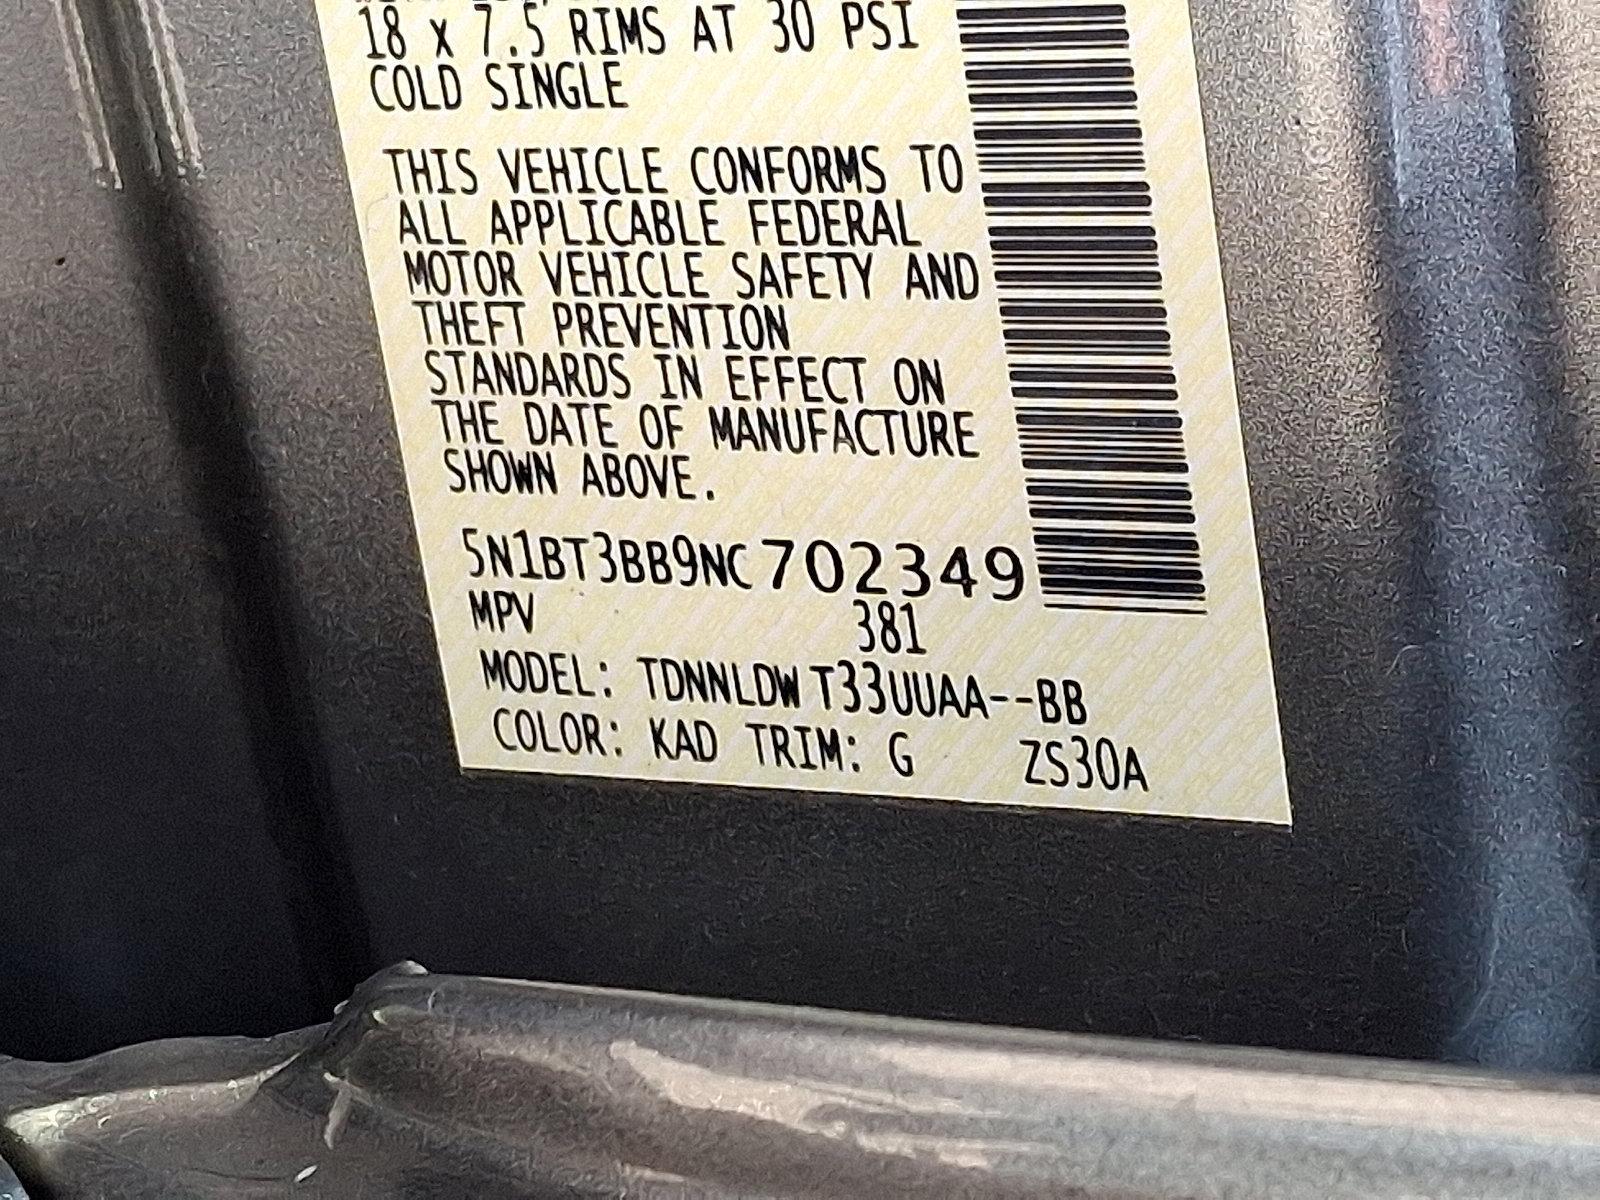 18 x 7.5 RIMS AT 30 PSI
COLD SINGLE
THIS VEHICLE CONFORMS TO
ALL APPLICABLE FEDERAL
MOTOR VEHICLE SAFETY AND
THEFT PREVENTION
STANDARDS IN EFFECT ON
THE DATE OF MANUFACTURE
SHOWN ABOVE.
5N1BT3BB9NC702349
MPV 381
MODEL: TDNNLDW T33UUAA--BB
COLOR: KAD TRIM: G ZS30A